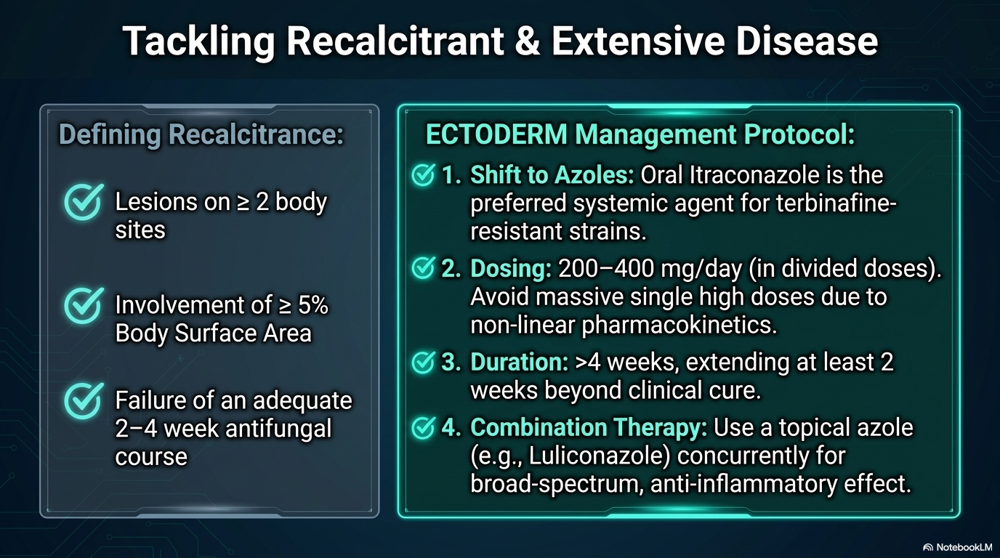 Tackling Recalcitrant & Extensive Disease
Defining Recalcitrance:
Lesions on ≥ 2 body
sites
Involvement of ≥ 5%
Body Surface Area
Failure of an adequate
2–4 week antifungal
course
ECTODERM Management Protocol:
1. Shift to Azoles: Oral Itraconazole is the
preferred systemic agent for terbinafine-
resistant strains.
2. Dosing: 200–400 mg/day (in divided doses).
Avoid massive single high doses due to
non-linear pharmacokinetics.
3. Duration: >4 weeks, extending at least 2
weeks beyond clinical cure.
4. Combination Therapy: Use a topical azole
(e.g., Luliconazole) concurrently for
broad-spectrum, anti-inflammatory effect.
NotebookLM